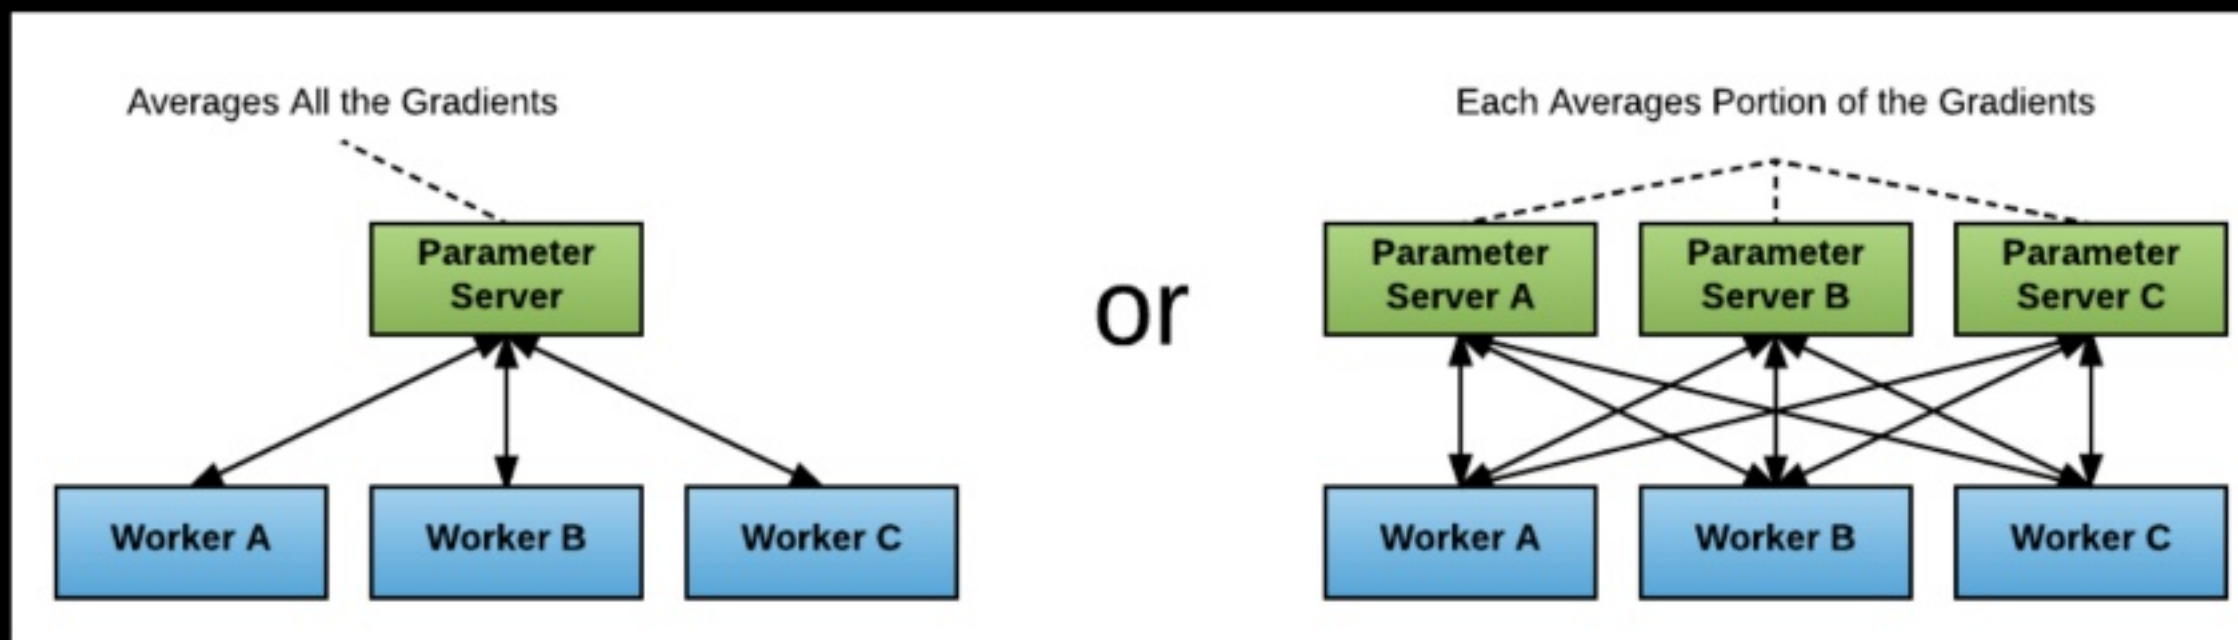 Averages All the Gradients
Parameter
Server
Worker A
Worker B
Worker C
or
Each Averages Portion of the Gradients
Parameter
Server A
Parameter
Server B
Parameter
Server C
Worker A
Worker B
Worker C